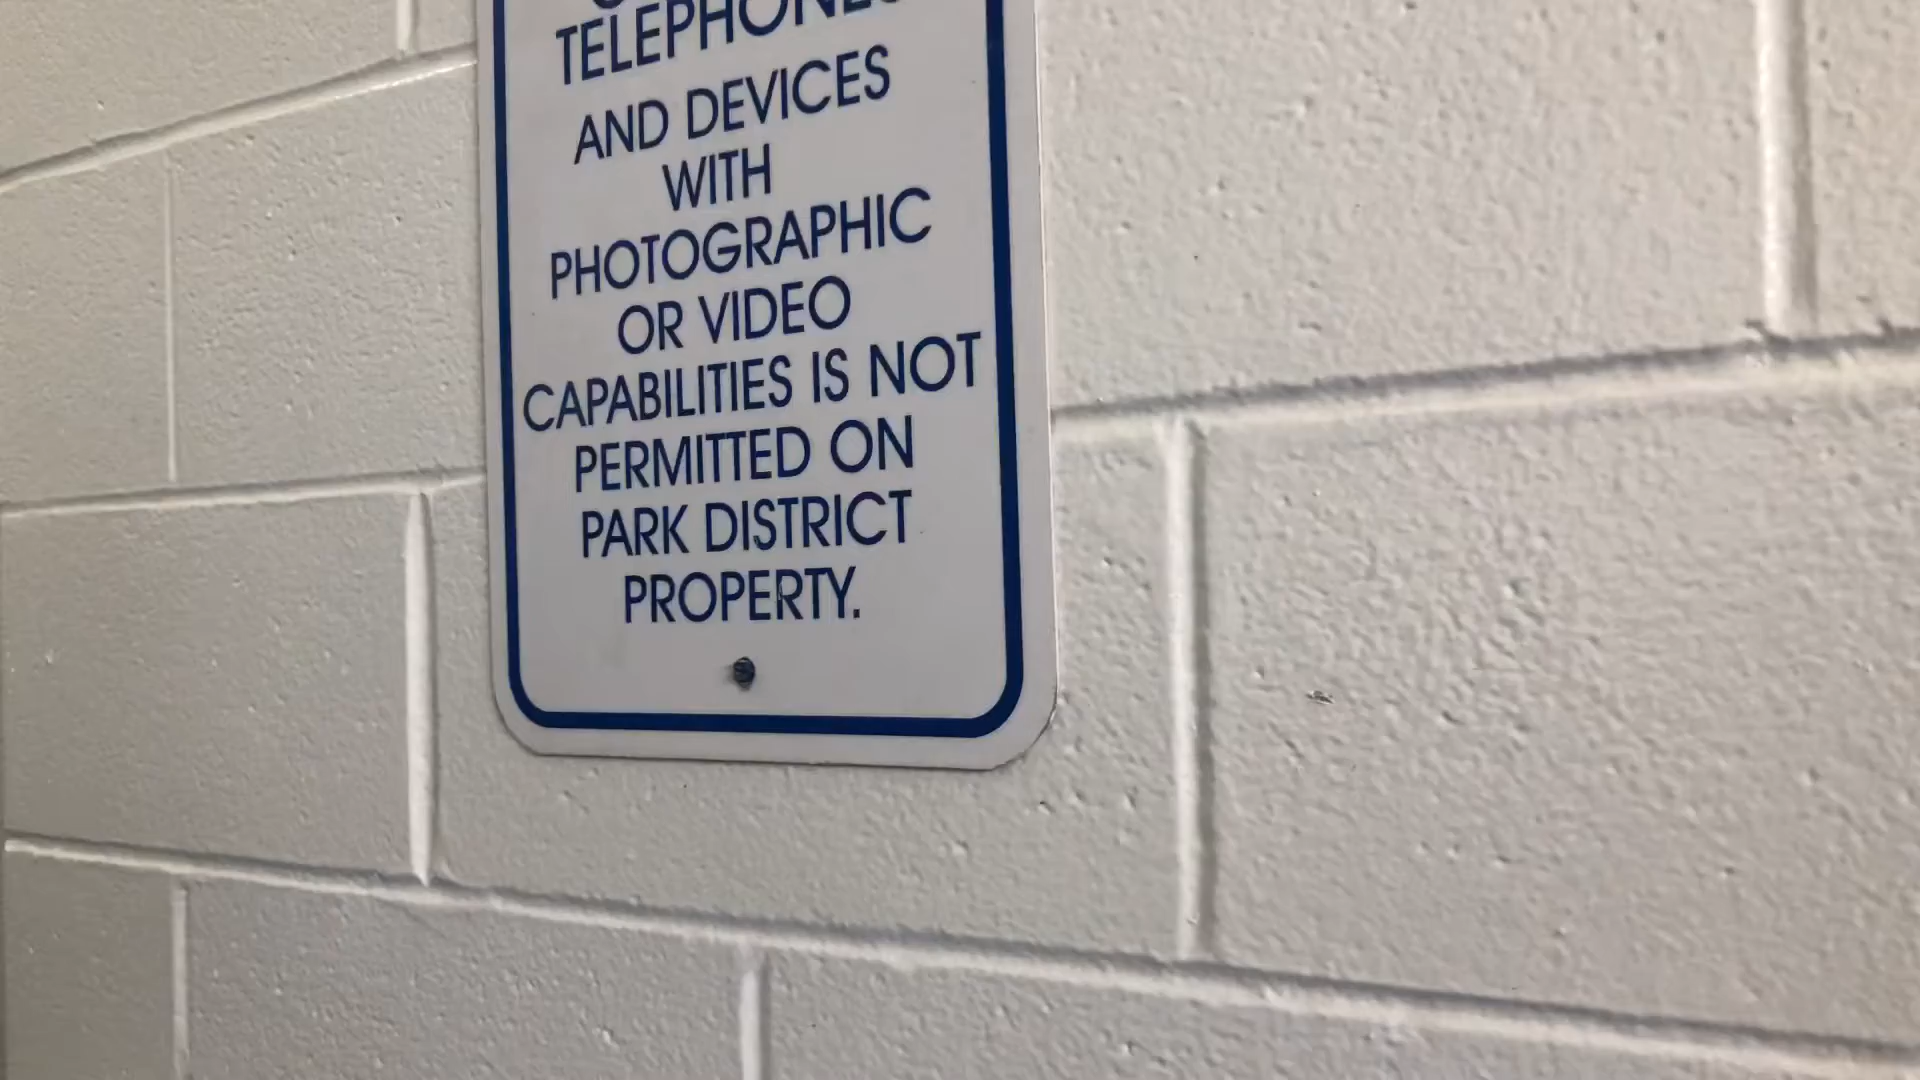 TELEPHONES
AND DEVICES
WITH
PHOTOGRAPHIC
OR VIDEO
CAPABILITIES IS NOT
PERMITTED ON
PARK DISTRICT
PROPERTY.